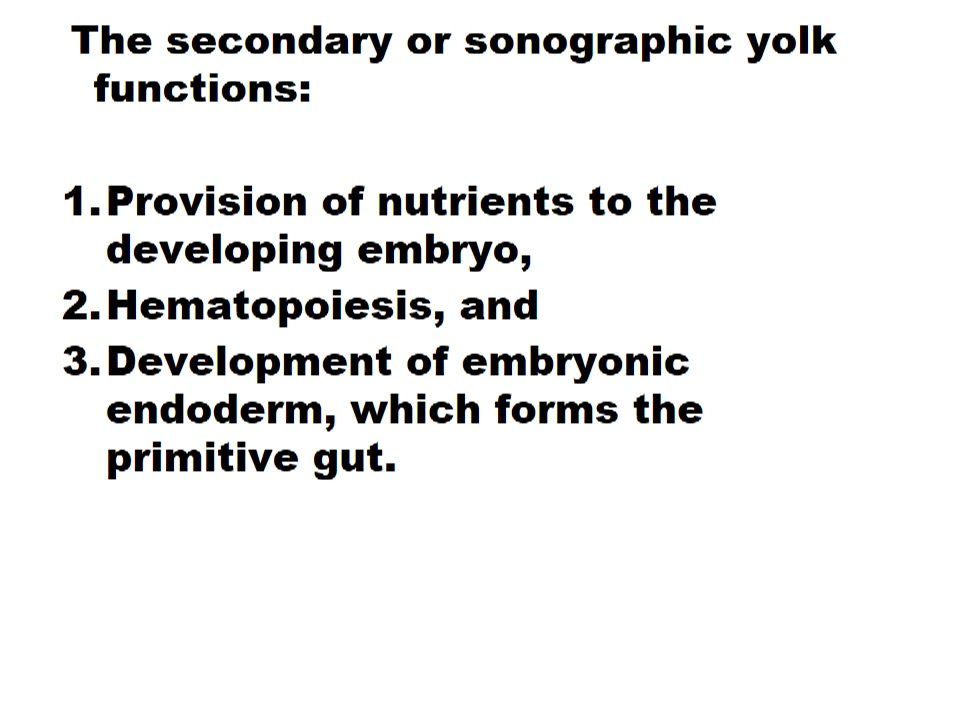 The secondary or sonographic yolk
functions:
1. Provision of nutrients to the
developing embryo,
2. Hematopoiesis, and
3. Development of embryonic
endoderm, which forms the
primitive gut.